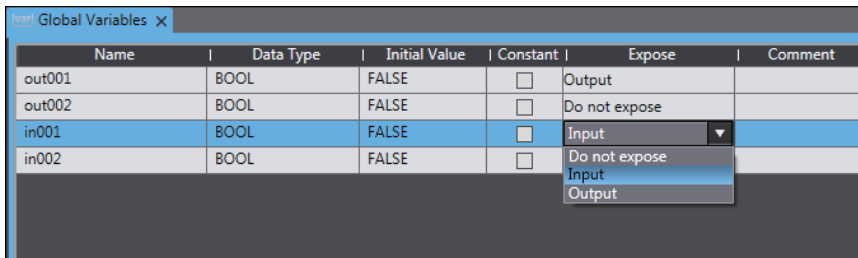 var Global Variables x
Name | Data Type | Initial Value | Constant | Expose | Comment
out001 BOOL FALSE Output
out002 BOOL FALSE Do not expose
in001 BOOL FALSE Input
in002 BOOL FALSE Do not expose
Input
Output